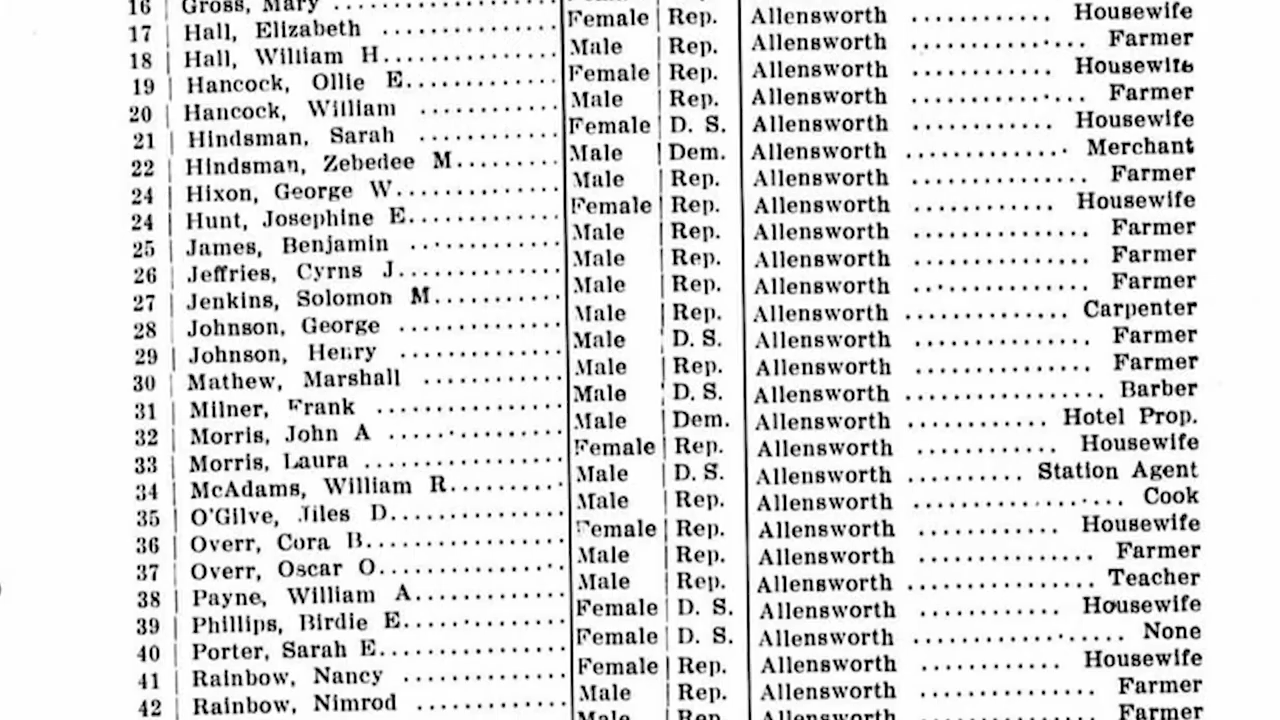 16 Gross, Mary
17 Hall, Elizabeth Female Rep. Allensworth Housewife
18 Hall, William H. Male Rep. Allensworth Farmer
19 Hancock, Ollie E. Female Rep. Allensworth Housewife
20 Hancock, William Male Rep. Allensworth Farmer
21 Hindsman, Sarah Female D. S. Allensworth Housewife
22 Hindsman, Zebedee M. Male Dem. Allensworth Merchant
24 Hixon, George W. Male Rep. Allensworth Farmer
24 Hunt, Josephine E. Female Rep. Allensworth Housewife
25 James, Benjamin Male Rep. Allensworth Farmer
26 Jeffries, Cyrns J. Male Rep. Allensworth Farmer
27 Jenkins, Solomon M. Male Rep. Allensworth Farmer
28 Johnson, George Male Rep. Allensworth Carpenter
29 Johnson, Henry Male D. S. Allensworth Farmer
30 Mathew, Marshall Male Rep. Allensworth Farmer
31 Milner, Frank Male D. S. Allensworth Barber
32 Morris, John A Male Dem. Allensworth Hotel Prop.
33 Morris, Laura Female Rep. Allensworth Housewife
34 McAdams, William R. Male D. S. Allensworth Station Agent
35 O'Gilve, Jiles D. Male Rep. Allensworth Cook
36 Overr, Cora B. Female Rep. Allensworth Housewife
37 Overr, Oscar O. Male Rep. Allensworth Farmer
38 Payne, William A. Male Rep. Allensworth Teacher
39 Phillips, Birdie E. Female D. S. Allensworth Housewife
40 Porter, Sarah E. Female D. S. Allensworth None
41 Rainbow, Nancy Female Rep. Allensworth Housewife
42 Rainbow, Nimrod Male Rep. Allensworth Farmer
Male Rep. Allensworth Farmer